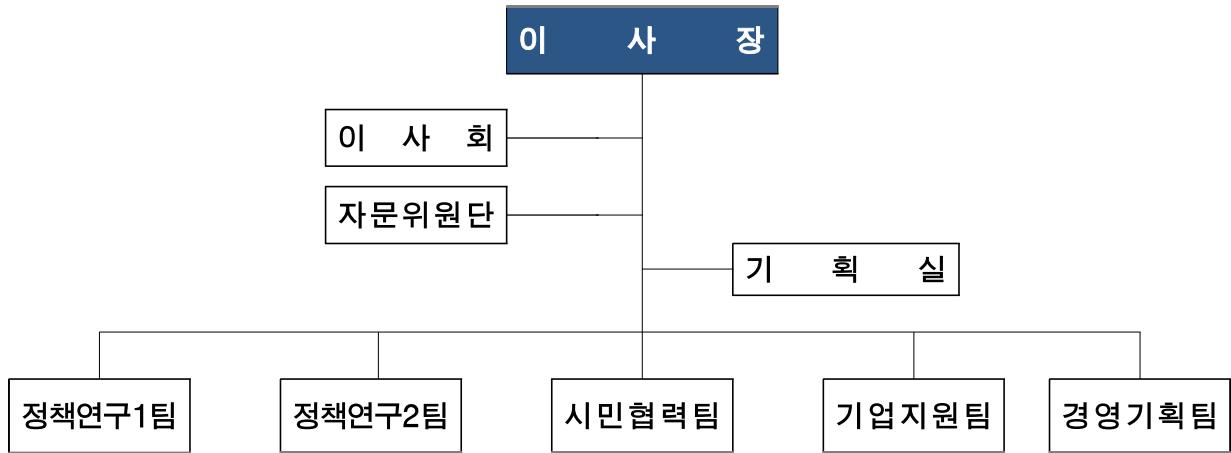 이 사 장
이 사 회
자문위원단
기 획 실
정책연구1팀
정책연구2팀
시민협력팀
기업지원팀
경영기획팀